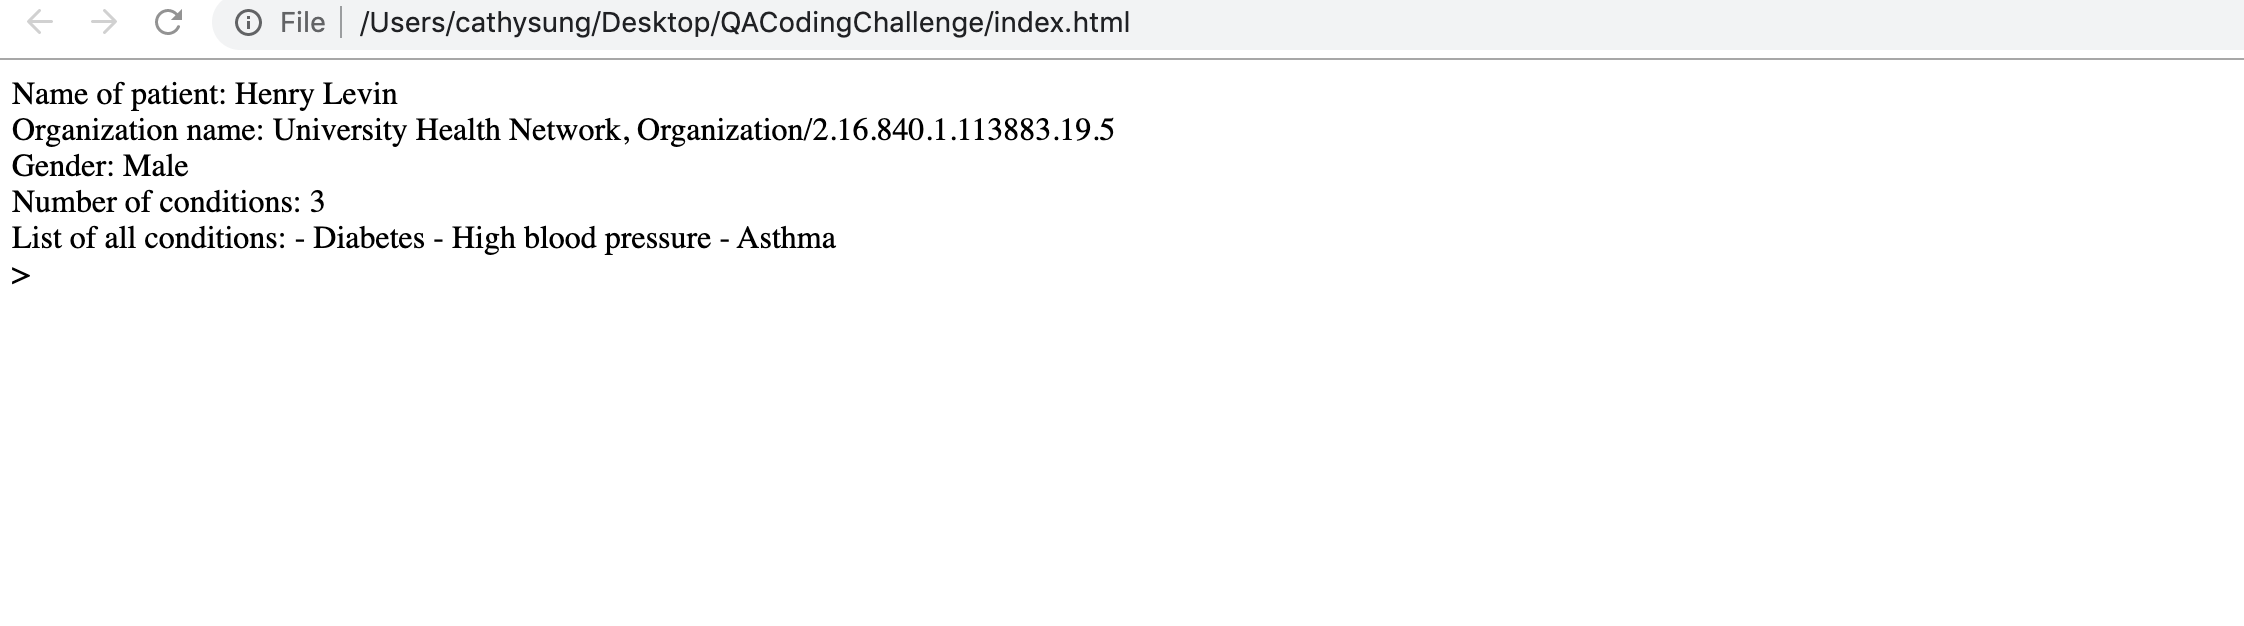 File /Users/cathysung/Desktop/QACodingChallenge/index.html
Name of patient: Henry Levin
Organization name: University Health Network, Organization/2.16.840.1.113883.19.5
Gender: Male
Number of conditions: 3
List of all conditions: - Diabetes - High blood pressure - Asthma
>